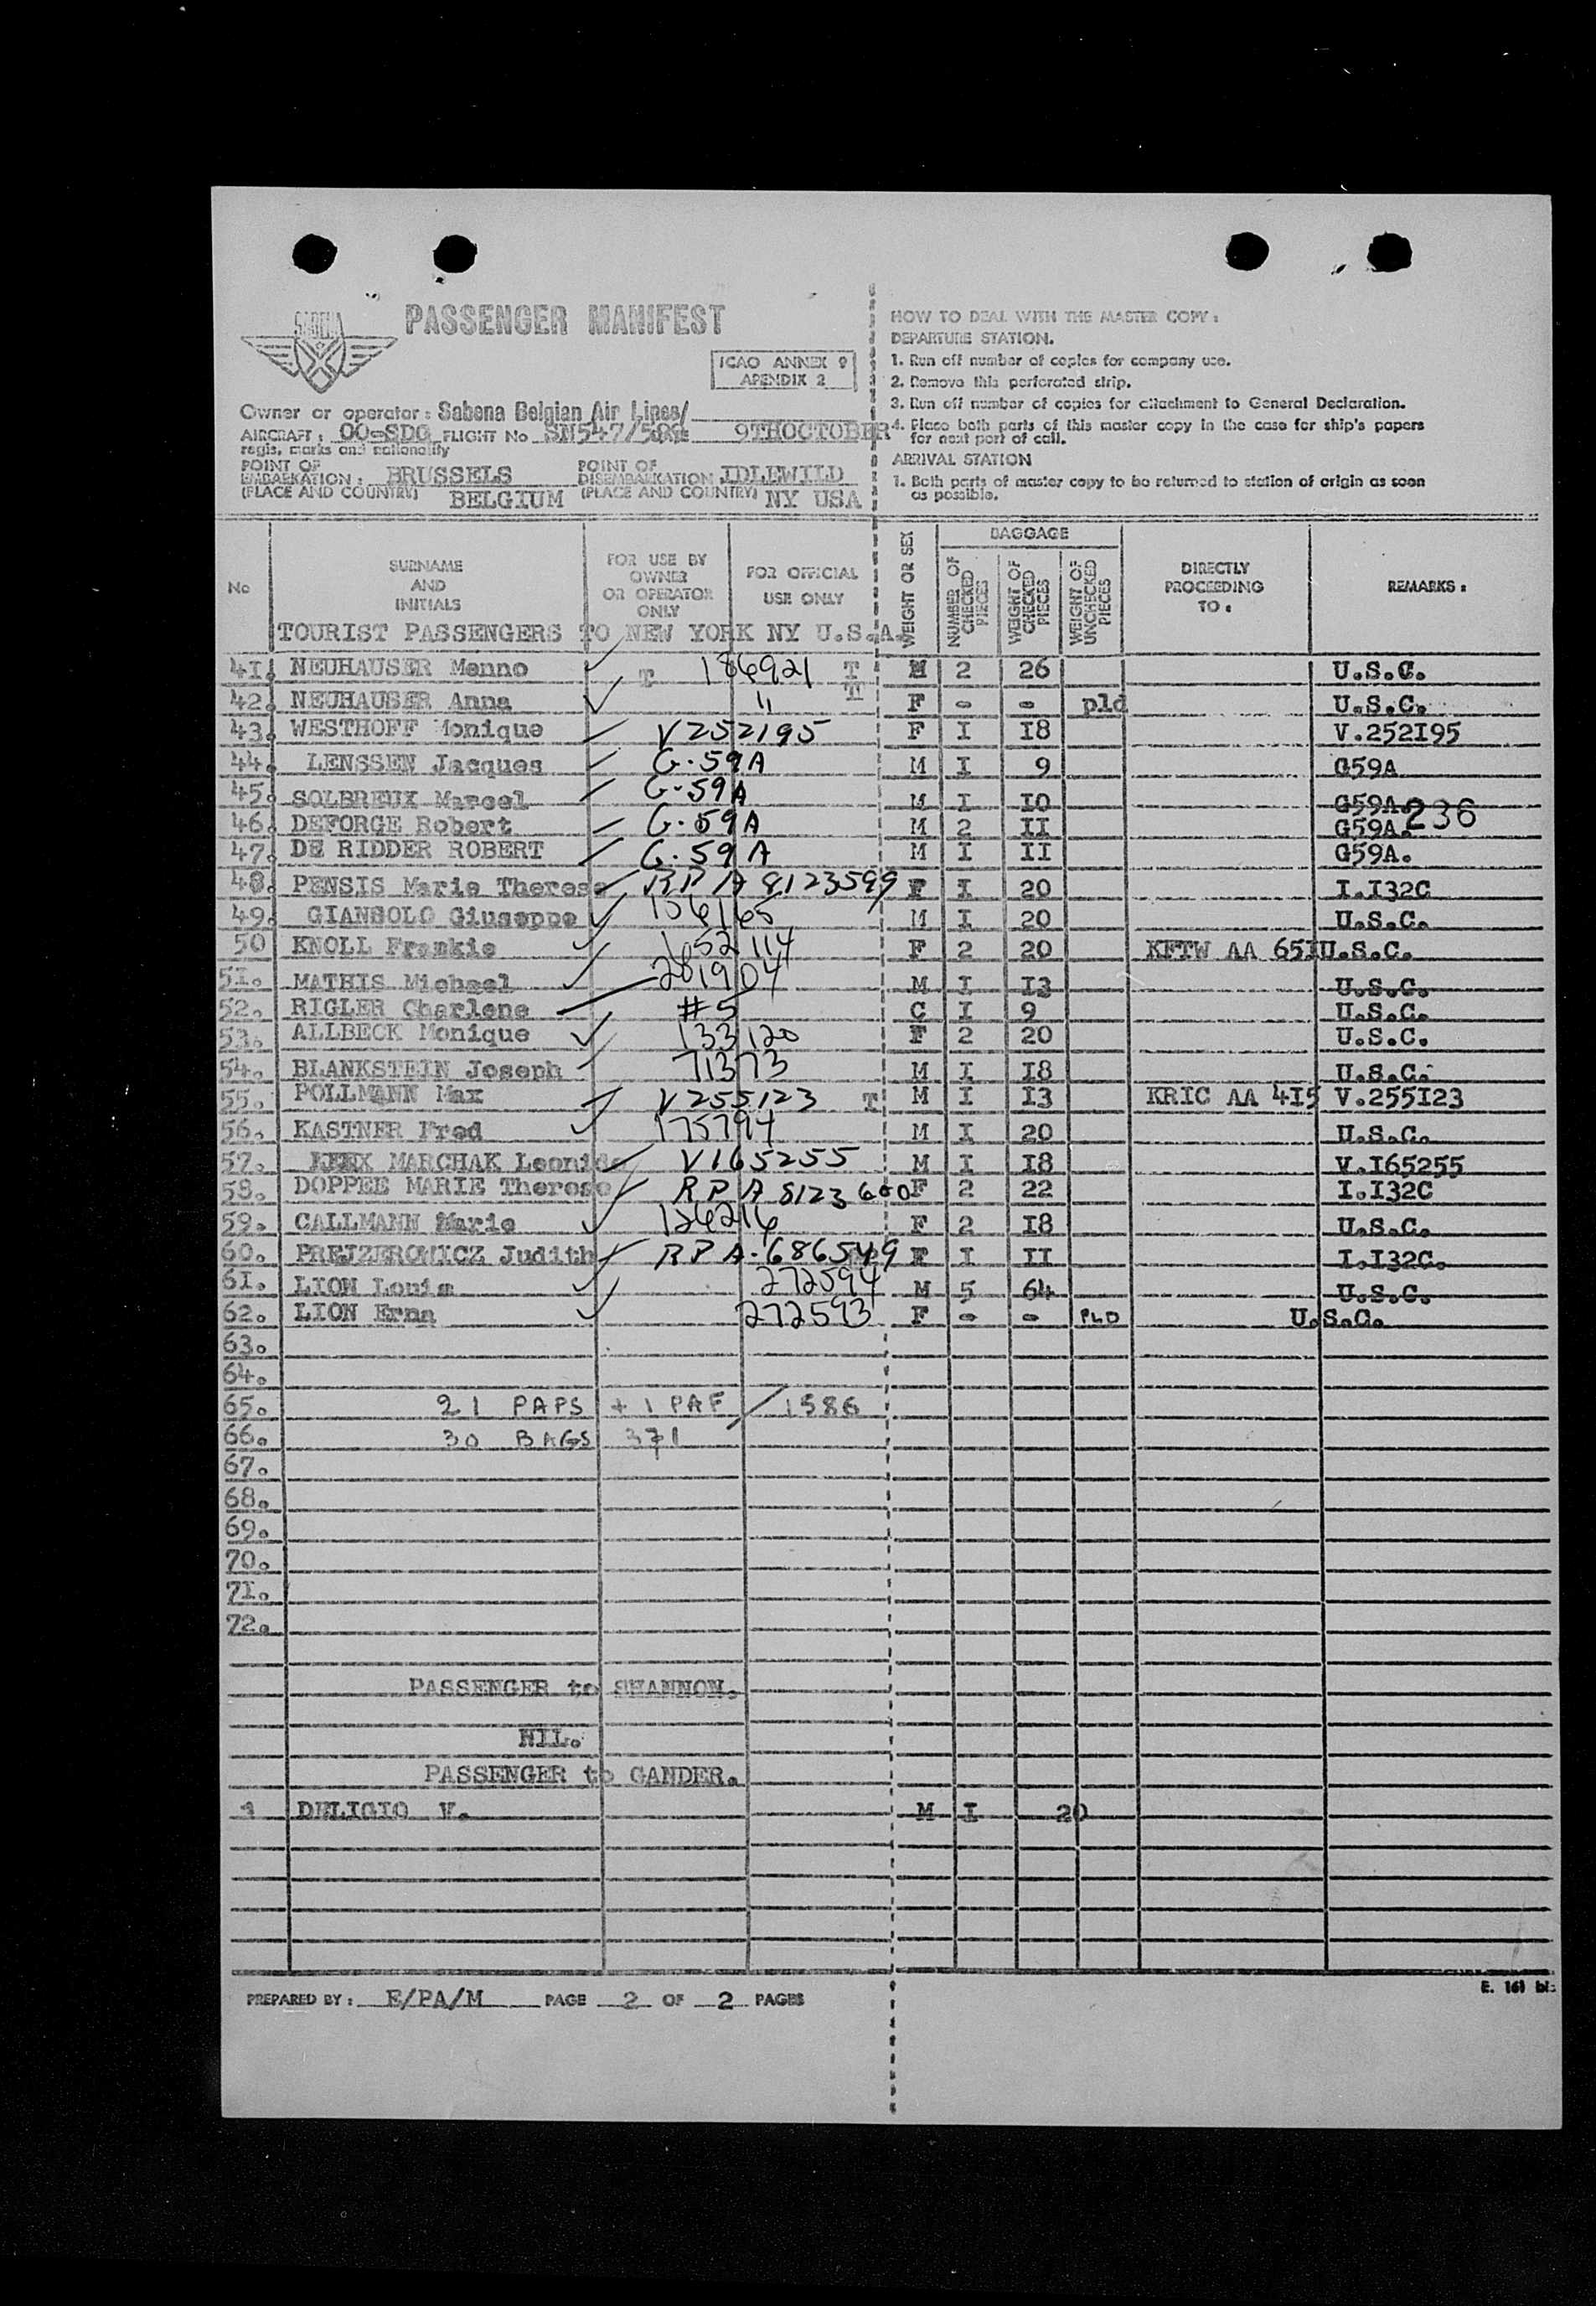 SABENA
PASSENGER MANIFEST
ICAO ANNEX 9
APENDIX 2
Owner or operator : Sabena Belgian Air Lines/
AIRCRAFT : OO-SDG FLIGHT No SN547/589 DATE 9THOCTOBER
regis, marks and nationality
POINT OF EMBARKATION : BRUSSELS POINT OF DISEMBARKATION IDLEWILD
(PLACE AND COUNTRY) BELGIUM (PLACE AND COUNTRY) NY USA
HOW TO DEAL WITH THE MASTER COPY :
DEPARTURE STATION.
1. Run off number of copies for company use.
2. Remove this perforated strip.
3. Run off number of copies for attachment to General Declaration.
4. Place both parts of this master copy in the case for ship's papers
for next port of call.
ARRIVAL STATION
1. Both parts of master copy to be returned to station of origin as soon
as possible.
No
SURNAME
AND
INITIALS
FOR USE BY
OWNER
OR OPERATOR
ONLY
FOR OFFICIAL
USE ONLY
WEIGHT OR SEX
BAGGAGE
NUMBER OF CHECKED PIECES
WEIGHT OF CHECKED PIECES
WEIGHT OF UNCHECKED PIECES
DIRECTLY
PROCEEDING
TO :
REMARKS :
TOURIST PASSENGERS TO NEW YORK NY U.S.A.
41. NEUHAUSER Menno T 186921 T M 2 26 U.S.C.
42. NEUHAUSER Anna " T F - - pld U.S.C.
43. WESTHOFF Monique V252195 F I I8 V.252I95
44. LENSSEN Jacques G.59A M I 9 G59A
45. SOLBREUX Marcel G-59A M I IO G59A.
236
46. DEFORGE Robert G.59A M 2 II G59A.
47. DE RIDDER ROBERT G.59A M I II G59A.
48. PENSIS Marie Therese RPA 8123599 F I 20 I.I32C
49. GIANSOLO Giuseppe M I 20 U.S.C.
50 KNOLL Frankie 1652114 F 2 20 KFTW AA 65I U.S.C.
51. MATHIS Michael 281904 M I I3 U.S.C.
52. RIGLER Charlene #5 C I 9 U.S.C.
53. ALLBECK Monique 133120 F 2 20 U.S.C.
54. BLANKSTEIN Joseph 71373 M I I8 U.S.C.
55. POLLMANN Max V255123 T M I I3 KRIC AA 4I5 V.255I23
56. KASTNER Fred 175794 M I 20 U.S.C.
57. MARCHAK Leonide V165255 M I I8 V.I65255
58. DOPPEE MARIE Therese RPA 8123600 F 2 22 I.I32C
59. CALLMANN Marie 126216 F 2 I8 U.S.C.
60. PREJZEROWICZ Judith RPA.686549 F I II I.I32C.
61. LION Louis 272594 M 5 64 U.S.C.
62. LION Erna 272593 F - - PLD U.S.C.
63.
64.
65. 21 PAPS + 1 PAF / 1586
66. 30 BAGS 371
67.
68.
69.
70.
71.
72.
PASSENGER to SHANNON.
NIL.
PASSENGER to GANDER.
1 DELIGIO V. M I 20
PREPARED BY : E/PA/M PAGE 2 OF 2 PAGES
E. 161 bis